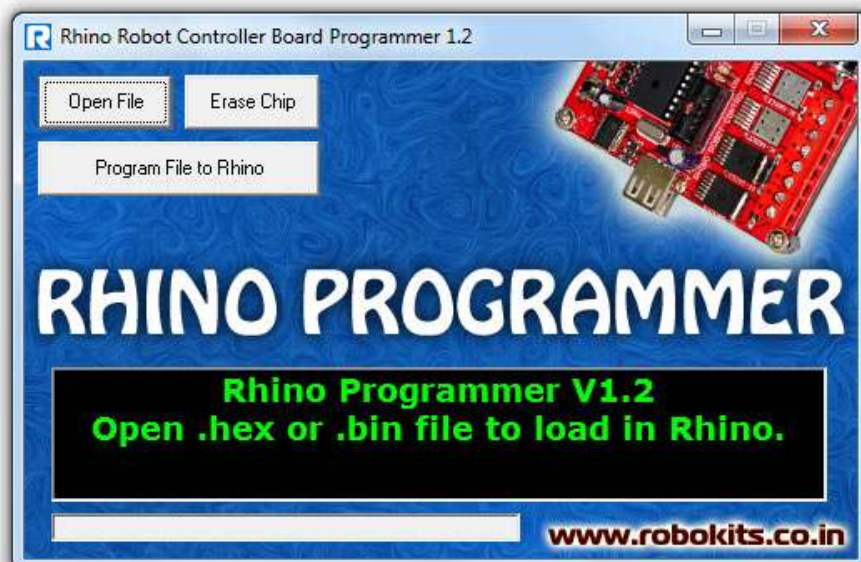 Rhino Robot Controller Board Programmer 1.2
Open File
Erase Chip
Program File to Rhino
RHINO PROGRAMMER
Rhino Programmer V1.2
Open .hex or .bin file to load in Rhino.
www.robokits.co.in